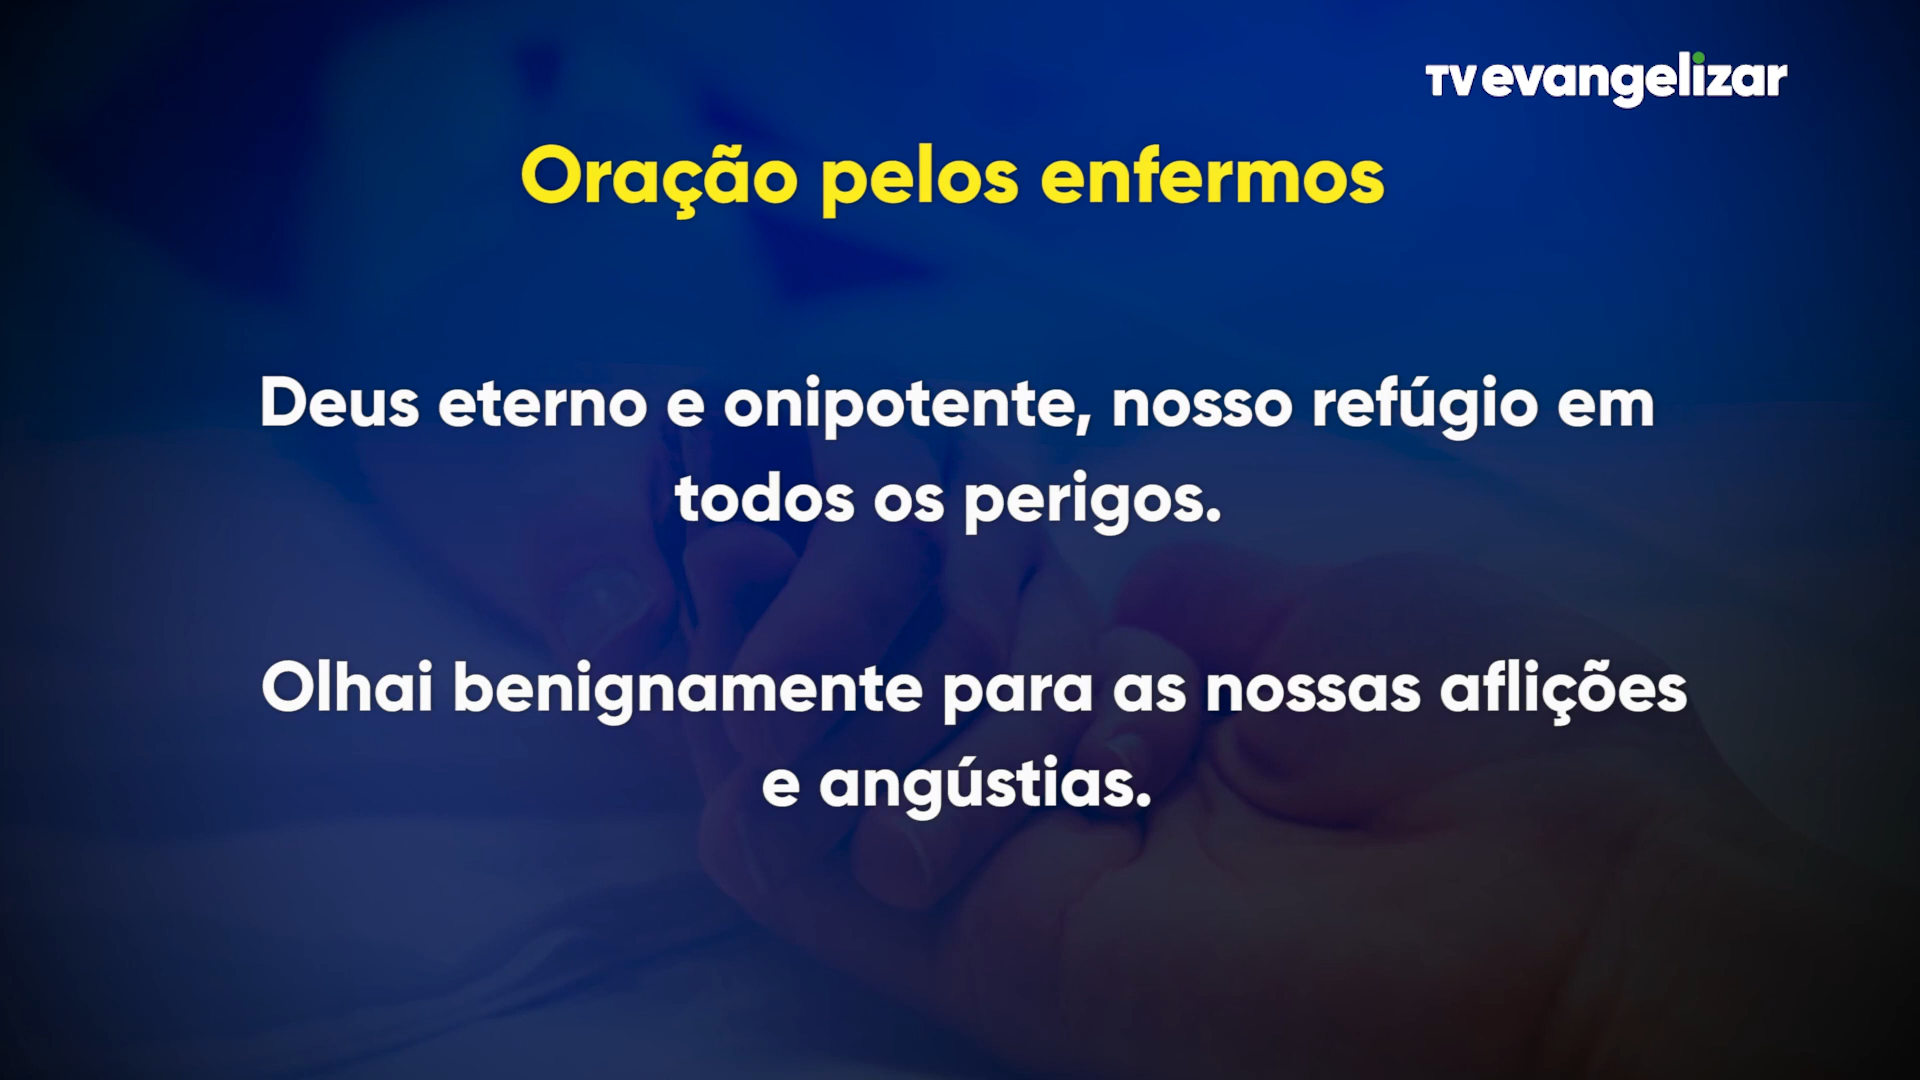 TV evangelizar
Oração pelos enfermos
Deus eterno e onipotente, nosso refúgio em
todos os perigos.
Olhai benignamente para as nossas aflições
e angústias.